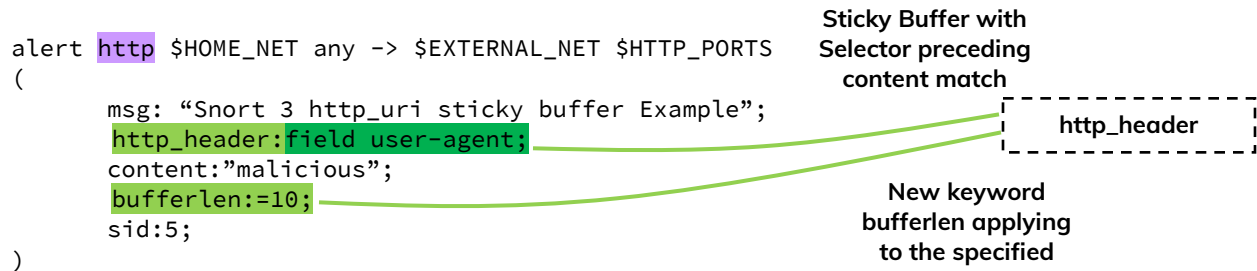 alert http $HOME_NET any -> $EXTERNAL_NET $HTTP_PORTS
(
msg: “Snort 3 http_uri sticky buffer Example”;
http_header:field user-agent;
content:”malicious”;
bufferlen:=10;
sid:5;
)
Sticky Buffer with
Selector preceding
content match
http_header
New keyword
bufferlen applying
to the specified